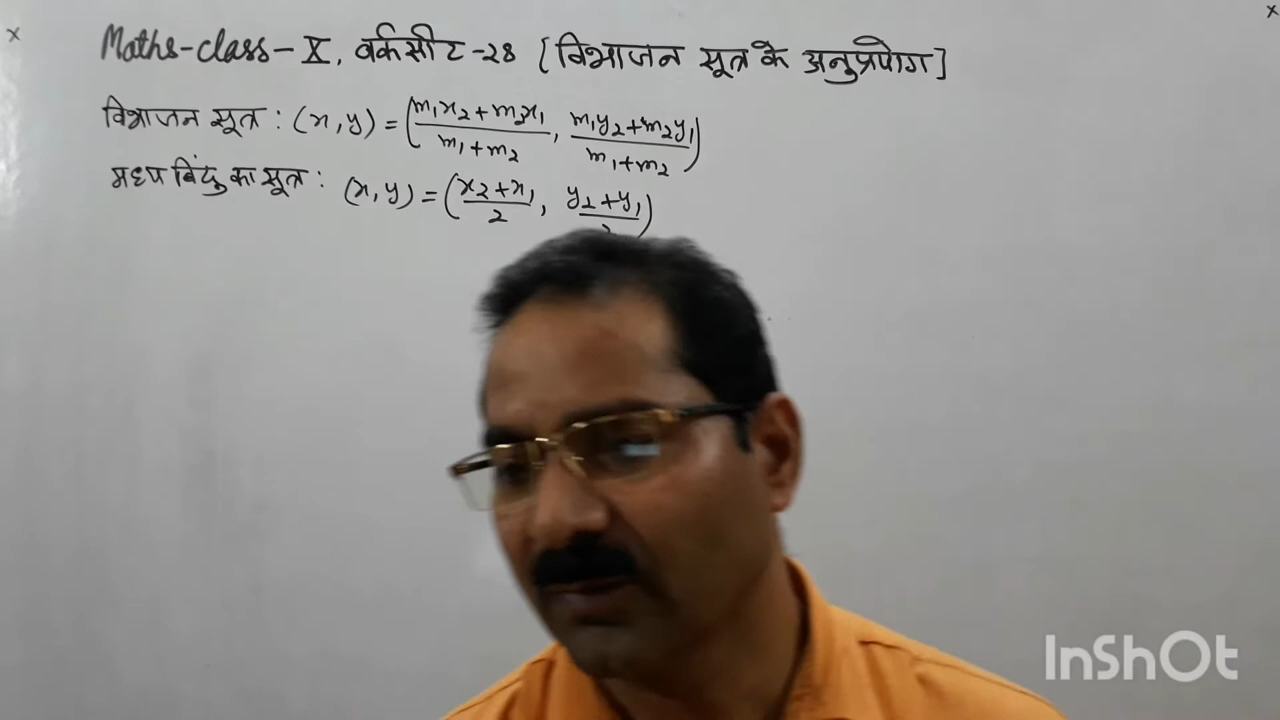 Maths-class-X, वर्कसीट-28 [विभाजन सूत्र के अनुप्रयोग]
विभाजन सूत्र : (x, y) = (m₁x₂+m₂x₁/m₁+m₂, m₁y₂+m₂y₁/m₁+m₂)
मध्य बिंदु का सूत्र : (x, y) = (x₂+x₁/2, y₂+y₁/2)
InShOt